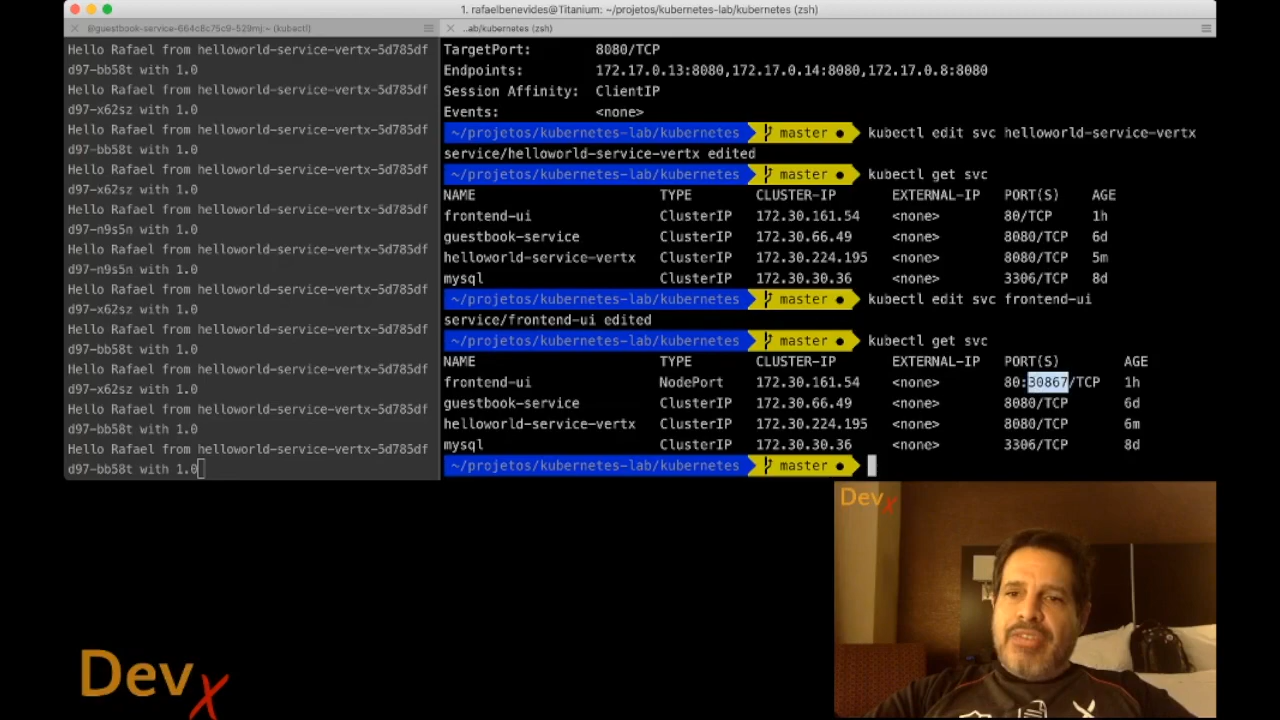 1. rafaelbenevides@Titanium: ~/projetos/kubernetes-lab/kubernetes (zsh)
@guestbook-service-664c8c75c9-529mj:~ (kubectl)
..ab/kubernetes (zsh)
Hello Rafael from helloworld-service-vertx-5d785df
d97-bb58t with 1.0
Hello Rafael from helloworld-service-vertx-5d785df
d97-x62sz with 1.0
Hello Rafael from helloworld-service-vertx-5d785df
d97-bb58t with 1.0
Hello Rafael from helloworld-service-vertx-5d785df
d97-x62sz with 1.0
Hello Rafael from helloworld-service-vertx-5d785df
d97-n9s5n with 1.0
Hello Rafael from helloworld-service-vertx-5d785df
d97-n9s5n with 1.0
Hello Rafael from helloworld-service-vertx-5d785df
d97-x62sz with 1.0
Hello Rafael from helloworld-service-vertx-5d785df
d97-bb58t with 1.0
Hello Rafael from helloworld-service-vertx-5d785df
d97-x62sz with 1.0
Hello Rafael from helloworld-service-vertx-5d785df
d97-bb58t with 1.0
Hello Rafael from helloworld-service-vertx-5d785df
d97-bb58t with 1.0
TargetPort: 8080/TCP
Endpoints: 172.17.0.13:8080,172.17.0.14:8080,172.17.0.8:8080
Session Affinity: ClientIP
Events: <none>
~/projetos/kubernetes-lab/kubernetes master ● kubectl edit svc helloworld-service-vertx
service/helloworld-service-vertx edited
~/projetos/kubernetes-lab/kubernetes master ● kubectl get svc
NAME TYPE CLUSTER-IP EXTERNAL-IP PORT(S) AGE
frontend-ui ClusterIP 172.30.161.54 <none> 80/TCP 1h
guestbook-service ClusterIP 172.30.66.49 <none> 8080/TCP 6d
helloworld-service-vertx ClusterIP 172.30.224.195 <none> 8080/TCP 5m
mysql ClusterIP 172.30.30.36 <none> 3306/TCP 8d
~/projetos/kubernetes-lab/kubernetes master ● kubectl edit svc frontend-ui
service/frontend-ui edited
~/projetos/kubernetes-lab/kubernetes master ● kubectl get svc
NAME TYPE CLUSTER-IP EXTERNAL-IP PORT(S) AGE
frontend-ui NodePort 172.30.161.54 <none> 80:30867/TCP 1h
guestbook-service ClusterIP 172.30.66.49 <none> 8080/TCP 6d
helloworld-service-vertx ClusterIP 172.30.224.195 <none> 8080/TCP 6m
mysql ClusterIP 172.30.30.36 <none> 3306/TCP 8d
~/projetos/kubernetes-lab/kubernetes master ●
Dev x
Dev x